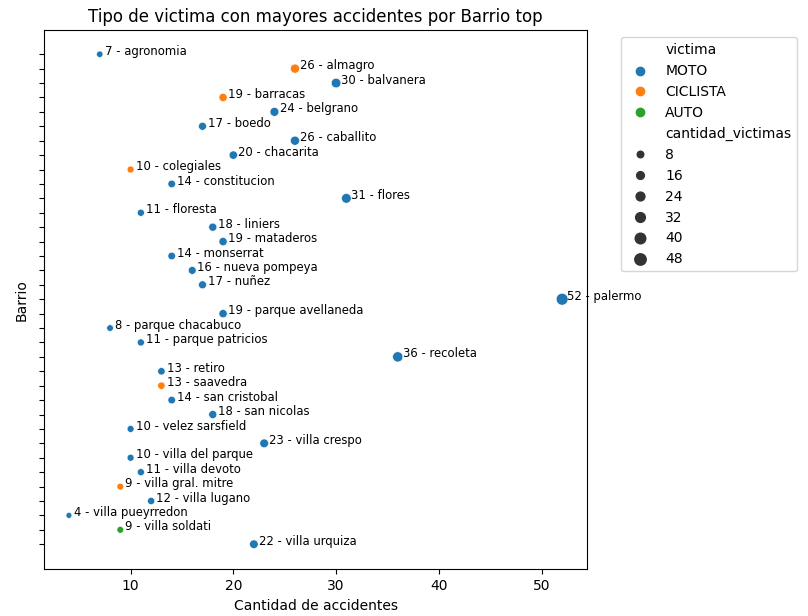 Tipo de victima con mayores accidentes por Barrio top
7 - agronomia
26 - almagro
30 - balvanera
19 - barracas
24 - belgrano
17 - boedo
26 - caballito
20 - chacarita
10 - colegiales
14 - constitucion
31 - flores
11 - floresta
18 - liniers
19 - mataderos
14 - monserrat
16 - nueva pompeya
17 - nuñez
52 - palermo
19 - parque avellaneda
8 - parque chacabuco
11 - parque patricios
36 - recoleta
13 - retiro
13 - saavedra
14 - san cristobal
18 - san nicolas
10 - velez sarsfield
23 - villa crespo
10 - villa del parque
11 - villa devoto
9 - villa gral. mitre
12 - villa lugano
4 - villa pueyrredon
9 - villa soldati
22 - villa urquiza
Barrio
10 20 30 40 50
Cantidad de accidentes
victima
MOTO
CICLISTA
AUTO
cantidad_victimas
8
16
24
32
40
48